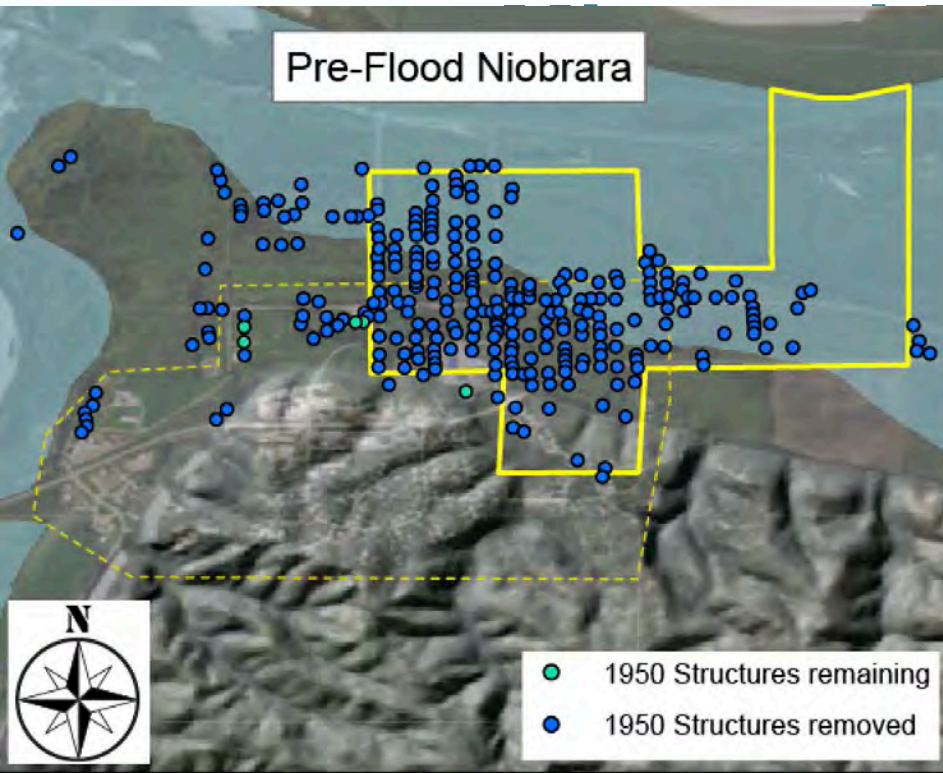 Pre-Flood Niobrara
N
1950 Structures remaining
1950 Structures removed